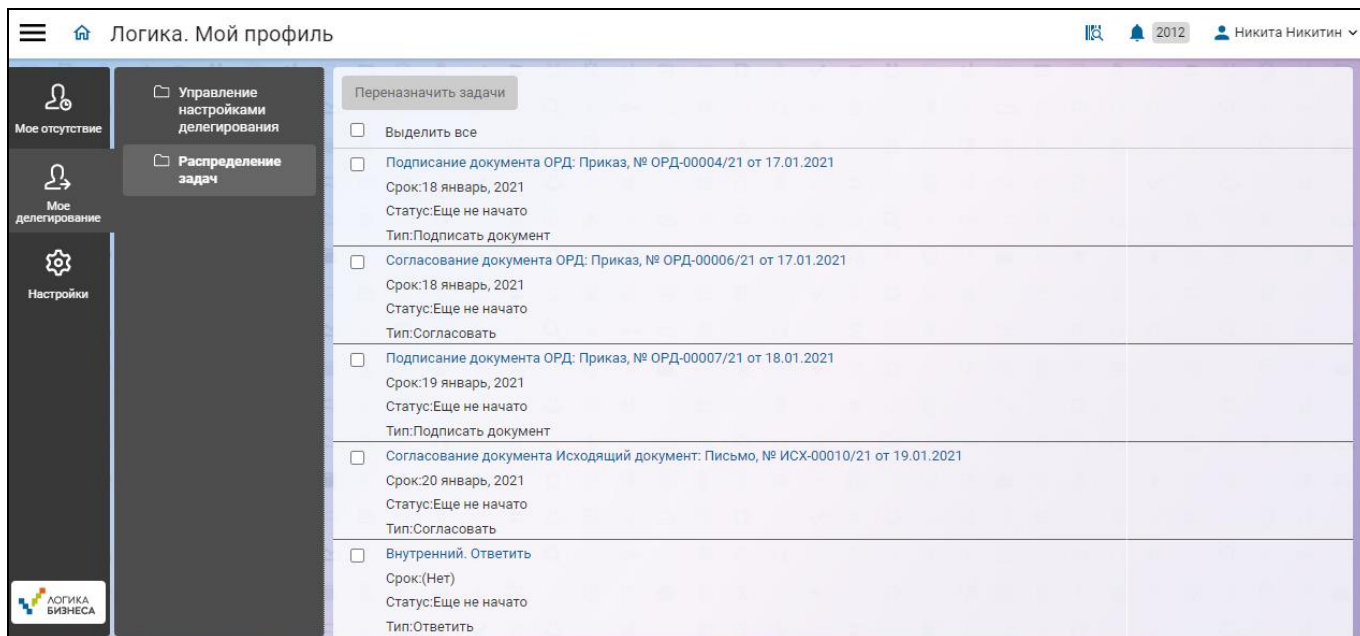 Логика. Мой профиль
2012
Никита Никитин
Мое отсутствие
Мое
делегирование
Настройки
ЛОГИКА
БИЗНЕСА
Управление
настройками
делегирования
Распределение
задач
Переназначить задачи
Выделить все
Подписание документа ОРД: Приказ, № ОРД-00004/21 от 17.01.2021
Срок:18 январь, 2021
Статус:Еще не начато
Тип:Подписать документ
Согласование документа ОРД: Приказ, № ОРД-00006/21 от 17.01.2021
Срок:18 январь, 2021
Статус:Еще не начато
Тип:Согласовать
Подписание документа ОРД: Приказ, № ОРД-00007/21 от 18.01.2021
Срок:19 январь, 2021
Статус:Еще не начато
Тип:Подписать документ
Согласование документа Исходящий документ: Письмо, № ИСХ-00010/21 от 19.01.2021
Срок:20 январь, 2021
Статус:Еще не начато
Тип:Согласовать
Внутренний. Ответить
Срок:(Нет)
Статус:Еще не начато
Тип:Ответить